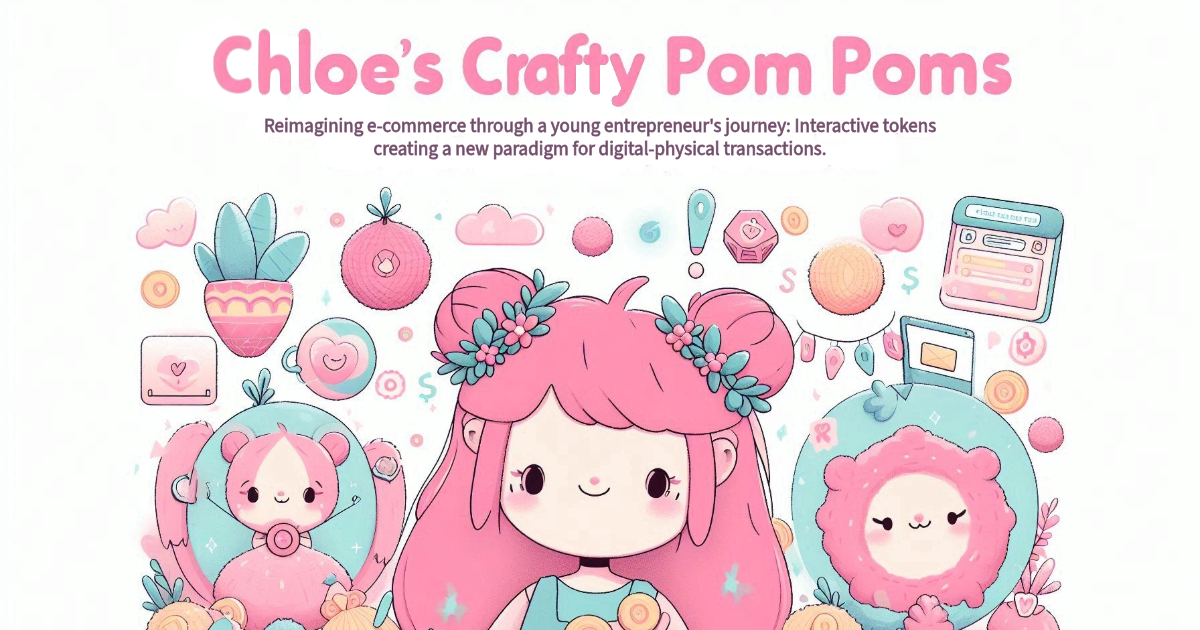 Chloe's Crafty Pom Poms
Reimagining e-commerce through a young entrepreneur's journey: Interactive tokens
creating a new paradigm for digital-physical transactions.
$
$
$